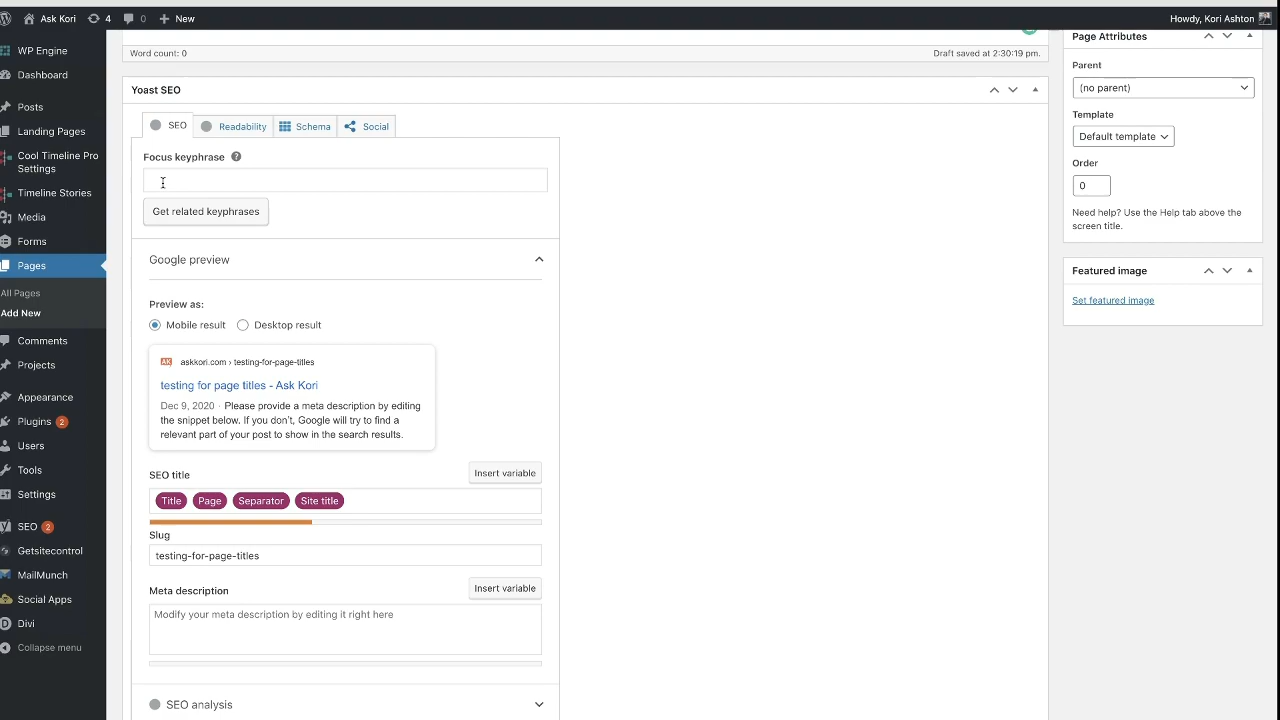 Ask Kori
4
0
New
Howdy, Kori Ashton
WP Engine
Dashboard
Posts
Landing Pages
Cool Timeline Pro
Settings
Timeline Stories
Media
Forms
Pages
All Pages
Add New
Comments
Projects
Appearance
Plugins 2
Users
Tools
Settings
SEO 2
Getsitecontrol
MailMunch
Social Apps
Divi
Collapse menu
Word count: 0
Draft saved at 2:30:19 pm.
Yoast SEO
SEO
Readability
Schema
Social
Focus keyphrase ?
Get related keyphrases
Google preview
Preview as:
Mobile result
Desktop result
AK askkori.com › testing-for-page-titles
testing for page titles - Ask Kori
Dec 9, 2020 · Please provide a meta description by editing
the snippet below. If you don't, Google will try to find a
relevant part of your post to show in the search results.
SEO title
Insert variable
Title Page Separator Site title
Slug
testing-for-page-titles
Meta description
Insert variable
Modify your meta description by editing it right here
SEO analysis
Page Attributes
Parent
(no parent)
Template
Default template
Order
0
Need help? Use the Help tab above the
screen title.
Featured image
Set featured image